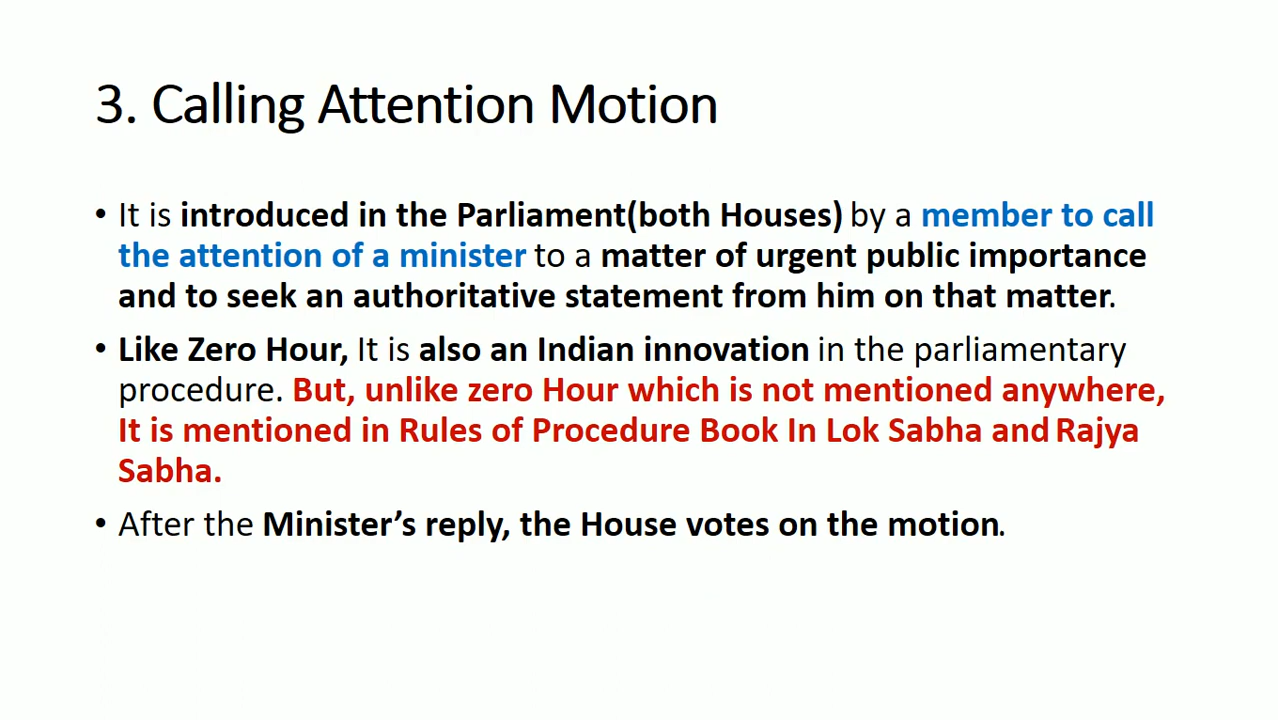 3. Calling Attention Motion
• It is introduced in the Parliament(both Houses) by a member to call
the attention of a minister to a matter of urgent public importance
and to seek an authoritative statement from him on that matter.
• Like Zero Hour, It is also an Indian innovation in the parliamentary
procedure. But, unlike zero Hour which is not mentioned anywhere,
It is mentioned in Rules of Procedure Book In Lok Sabha and Rajya
Sabha.
• After the Minister’s reply, the House votes on the motion.